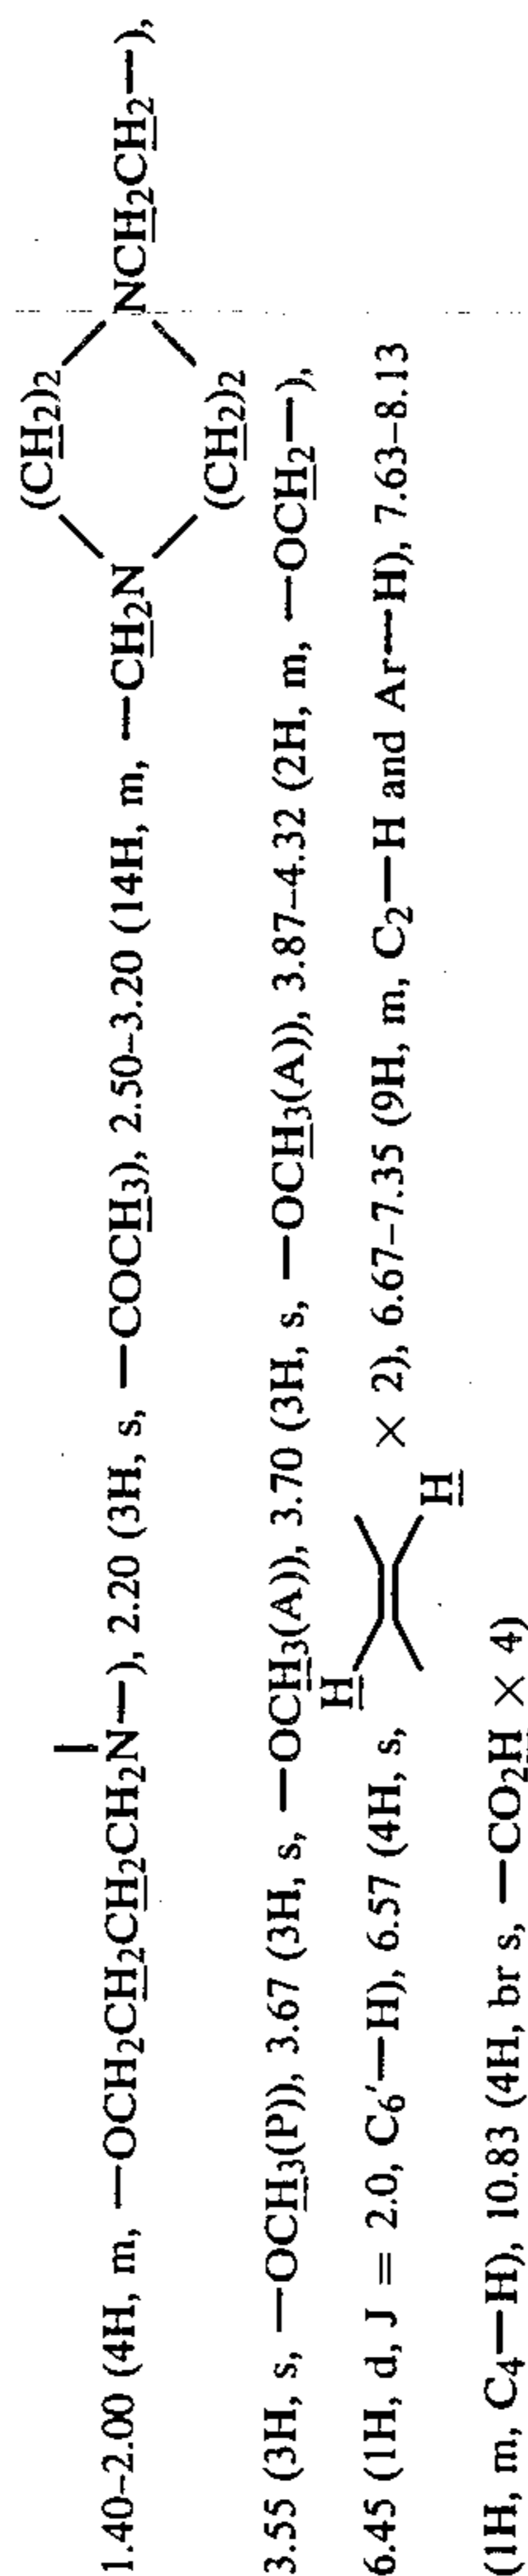 1.40–2.00 (4H, m, —OCH2CH2CH2CH2N—), 2.20 (3H, s, —COCH3), 2.50–3.20 (14H, m, —CH2N (CH2)2 (CH2)2 NCH2CH2—),
3.55 (3H, s, —OCH3(P)), 3.67 (3H, s, —OCH3(A)), 3.70 (3H, s, —OCH3(A)), 3.87–4.32 (2H, m, —OCH2—),
6.45 (1H, d, J = 2.0, C6'—H), 6.57 (4H, s, H H × 2), 6.67–7.35 (9H, m, C2—H and Ar—H), 7.63–8.13
(1H, m, C4—H), 10.83 (4H, br s, —CO2H × 4)